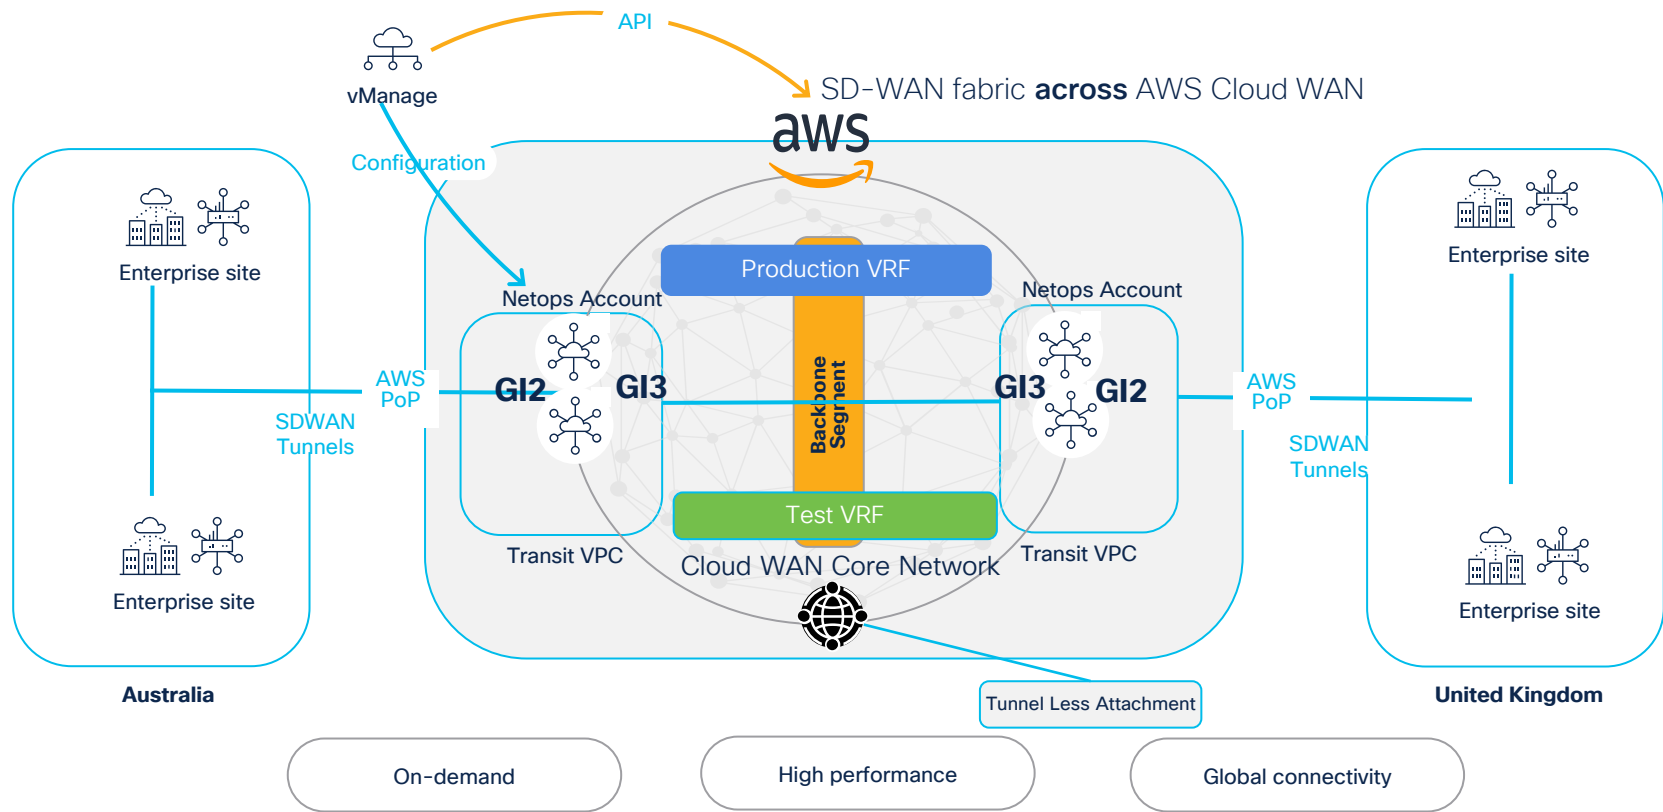 API
SD-WAN fabric across AWS Cloud WAN
vManage
aws
Configuration
Enterprise site
Enterprise site
Production VRF
Netops Account
Netops Account
AWS
PoP
GI2
GI3
Backbone
Segment
GI3
GI2
AWS
PoP
SDWAN
Tunnels
SDWAN
Tunnels
Test VRF
Transit VPC
Transit VPC
Cloud WAN Core Network
Enterprise site
Enterprise site
Australia
Tunnel Less Attachment
United Kingdom
On-demand
High performance
Global connectivity